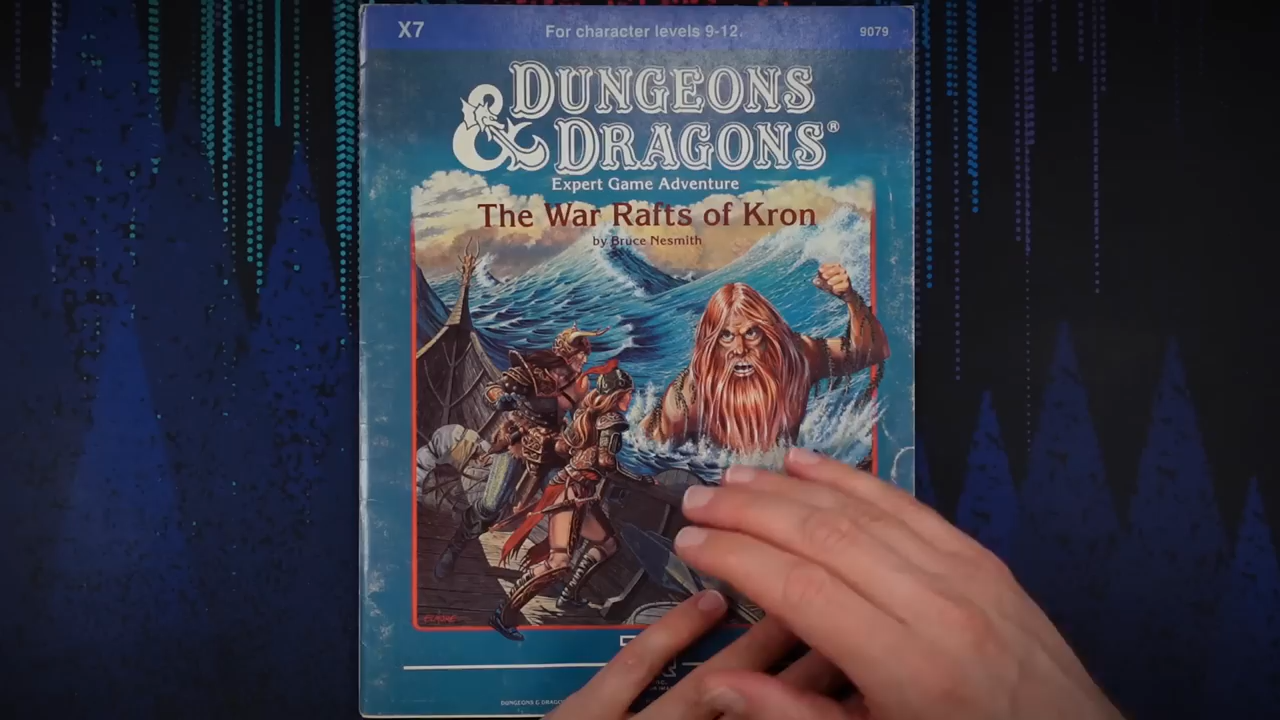 X7
For character levels 9-12.
9079
DUNGEONS
& DRAGONS®
Expert Game Adventure
The War Rafts of Kron
by Bruce Nesmith